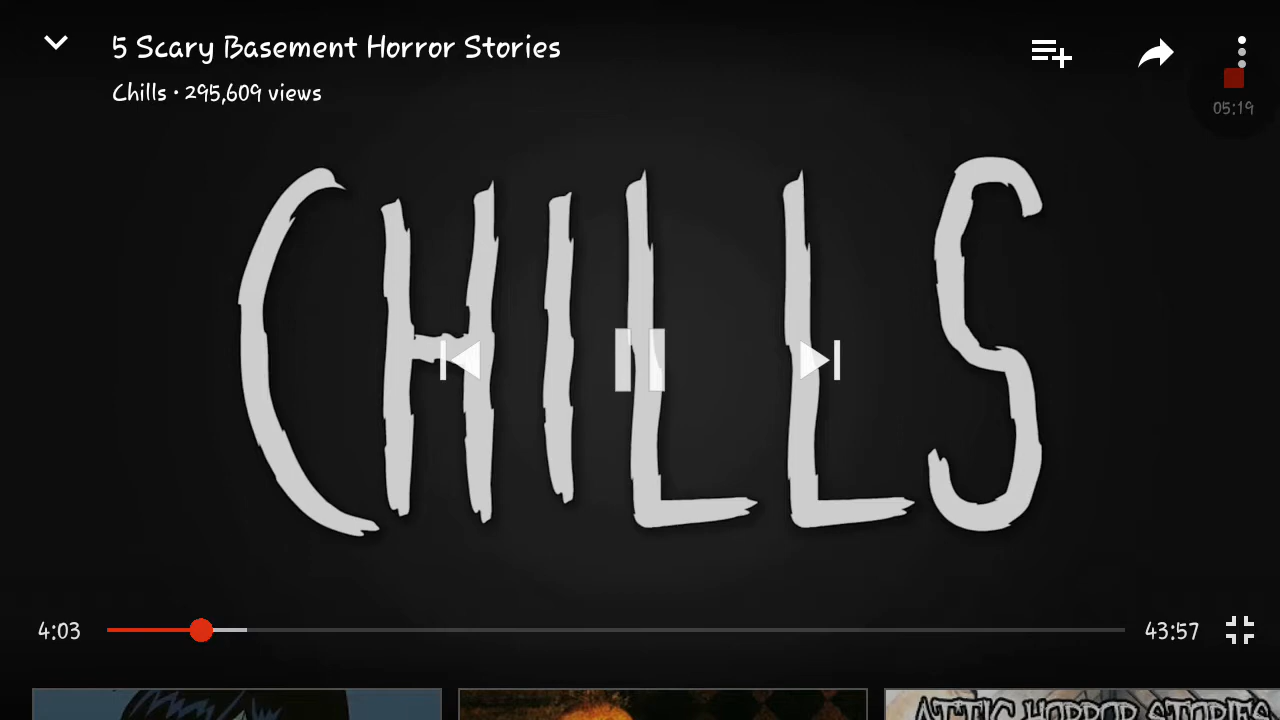 5 Scary Basement Horror Stories
Chills • 295,609 views
05:19
CHILLS
4:03
43:57
ATTIC HORROR STORIES